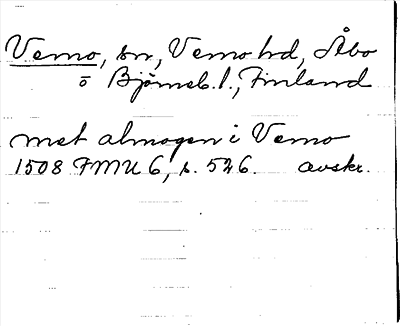 Vemo, sn, Vemo hd, Åbo
o Björneb. l., Finland
met almogen i Vemo
1508 FMU 6, s. 526. avskr.